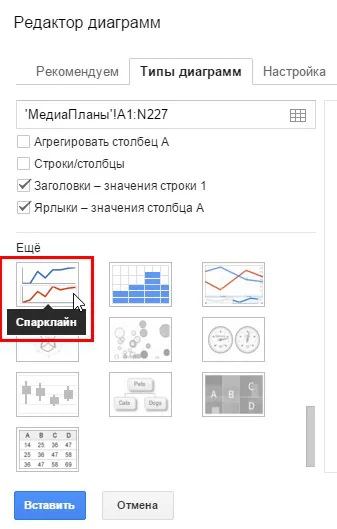 Редактор диаграмм
Рекомендуем Типы диаграмм Настройка
'МедиаПланы'!A1:N227
Агрегировать столбец A
Строки/столбцы
Заголовки – значения строки 1
Ярлыки – значения столбца A
Ещё
Спарклайн
Pets
Cats Dogs
A B C D
A B C D
14 25 36 47
25 36 47 58
36 47 58 69
Вставить Отмена